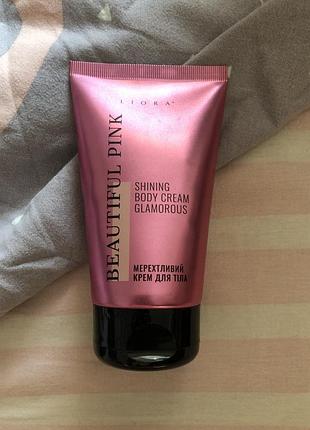 LIORA
BEAUTIFUL PINK
SHINING
BODY CREAM
GLAMOROUS
МЕРЕХТЛИВИЙ
КРЕМ ДЛЯ ТІЛА